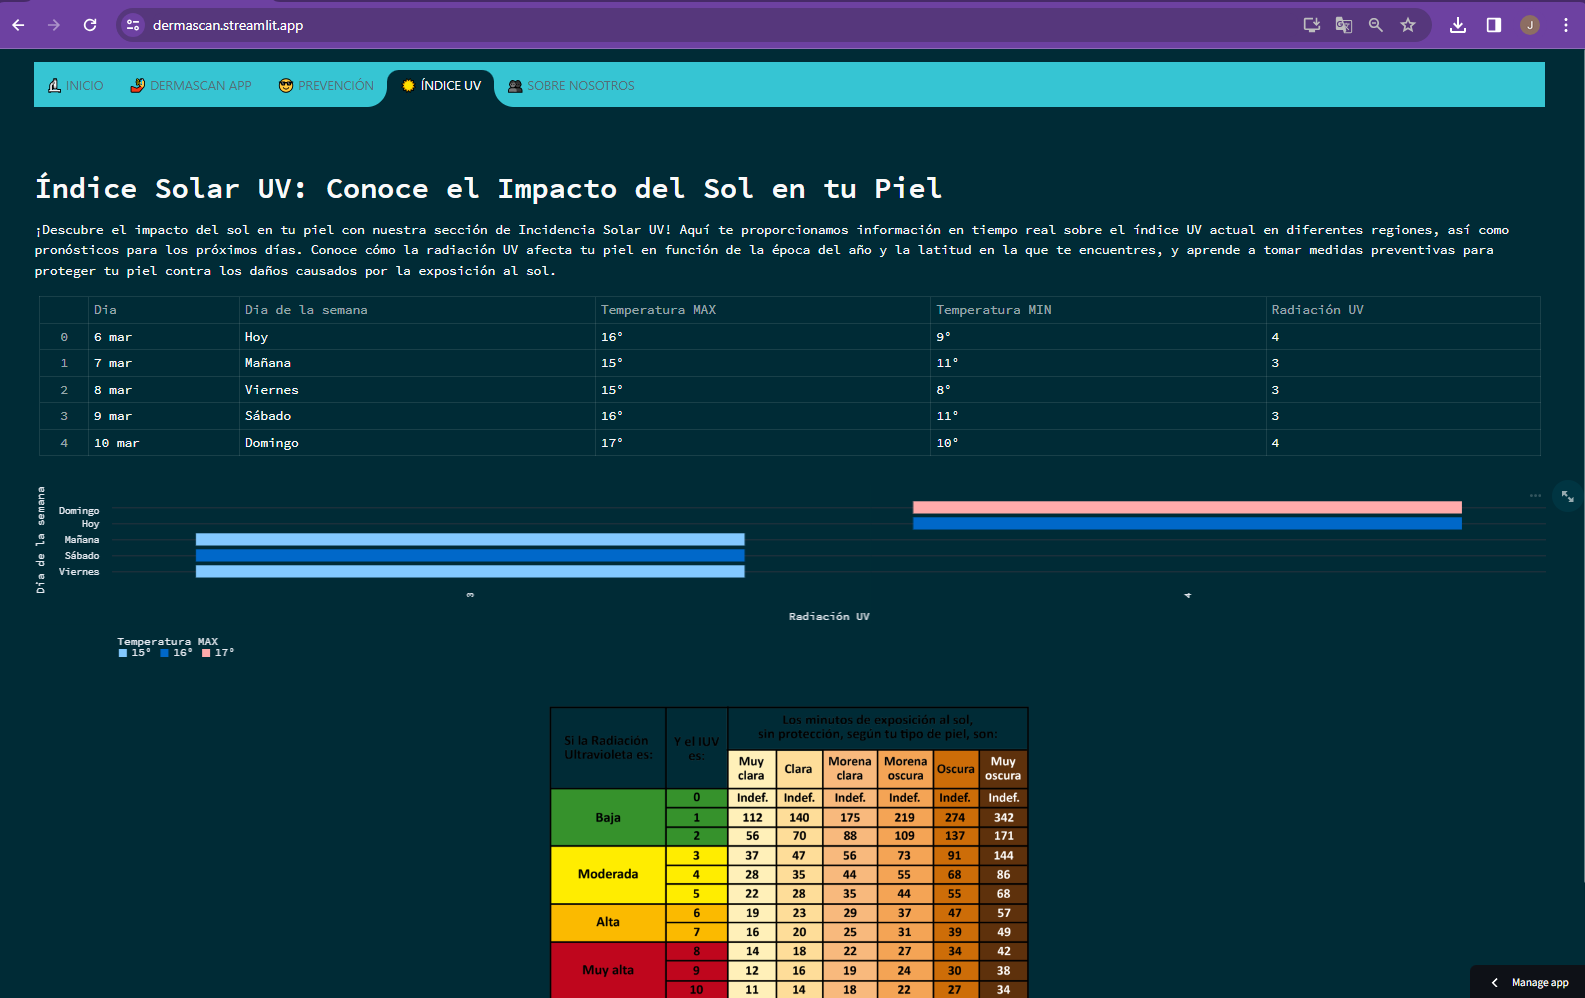 dermascan.streamlit.app
J
INICIO
DERMASCAN APP
PREVENCIÓN
ÍNDICE UV
SOBRE NOSOTROS
Índice Solar UV: Conoce el Impacto del Sol en tu Piel
¡Descubre el impacto del sol en tu piel con nuestra sección de Incidencia Solar UV! Aquí te proporcionamos información en tiempo real sobre el índice UV actual en diferentes regiones, así como
pronósticos para los próximos días. Conoce cómo la radiación UV afecta tu piel en función de la época del año y la latitud en la que te encuentres, y aprende a tomar medidas preventivas para
proteger tu piel contra los daños causados por la exposición al sol.
Dia Dia de la semana Temperatura MAX Temperatura MIN Radiación UV
0 6 mar Hoy 16° 9° 4
1 7 mar Mañana 15° 11° 3
2 8 mar Viernes 15° 8° 3
3 9 mar Sábado 16° 11° 3
4 10 mar Domingo 17° 10° 4
Día de la semana
Domingo
Hoy
Mañana
Sábado
Viernes
3 4
Radiación UV
Temperatura MAX
15° 16° 17°
Si la Radiación
Ultravioleta es:
Y el IUV
es:
Los minutos de exposición al sol,
sin protección, según tu tipo de piel, son:
Muy clara Clara Morena clara Morena oscura Oscura Muy oscura
Baja
0 Indef. Indef. Indef. Indef. Indef. Indef.
1 112 140 175 219 274 342
2 56 70 88 109 137 171
Moderada
3 37 47 56 73 91 144
4 28 35 44 55 68 86
5 22 28 35 44 55 68
Alta
6 19 23 29 37 47 57
7 16 20 25 31 39 49
Muy alta
8 14 18 22 27 34 42
9 12 16 19 24 30 38
10 11 14 18 22 27 34
Manage app